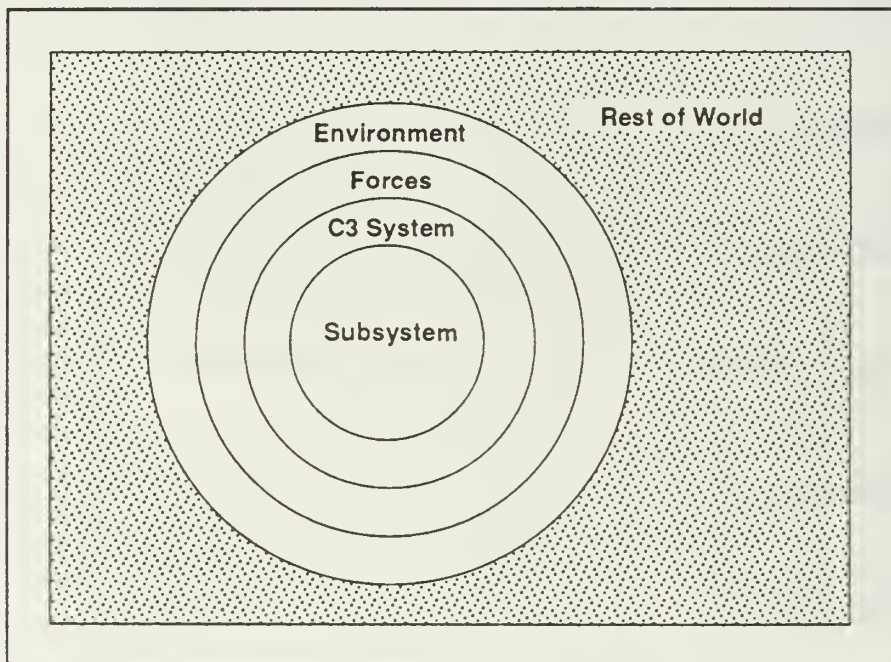 Rest of World
Environment
Forces
C3 System
Subsystem